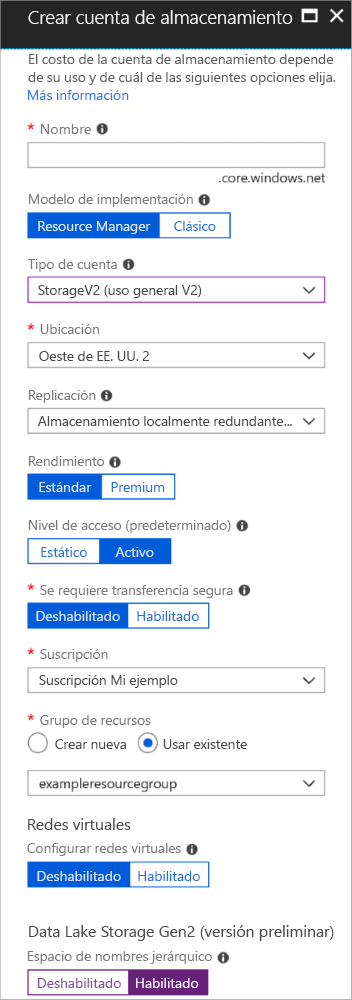 Crear cuenta de almacenamiento
El costo de la cuenta de almacenamiento depende
de su uso y de cuál de las siguientes opciones elija.
Más información
* Nombre
.core.windows.net
Modelo de implementación
Resource Manager Clásico
Tipo de cuenta
StorageV2 (uso general V2)
* Ubicación
Oeste de EE. UU. 2
Replicación
Almacenamiento localmente redundante...
Rendimiento
Estándar Premium
Nivel de acceso (predeterminado)
Estático Activo
* Se requiere transferencia segura
Deshabilitado Habilitado
* Suscripción
Suscripción Mi ejemplo
* Grupo de recursos
Crear nueva Usar existente
exampleresourcegroup
Redes virtuales
Configurar redes virtuales
Deshabilitado Habilitado
Data Lake Storage Gen2 (versión preliminar)
Espacio de nombres jerárquico
Deshabilitado Habilitado